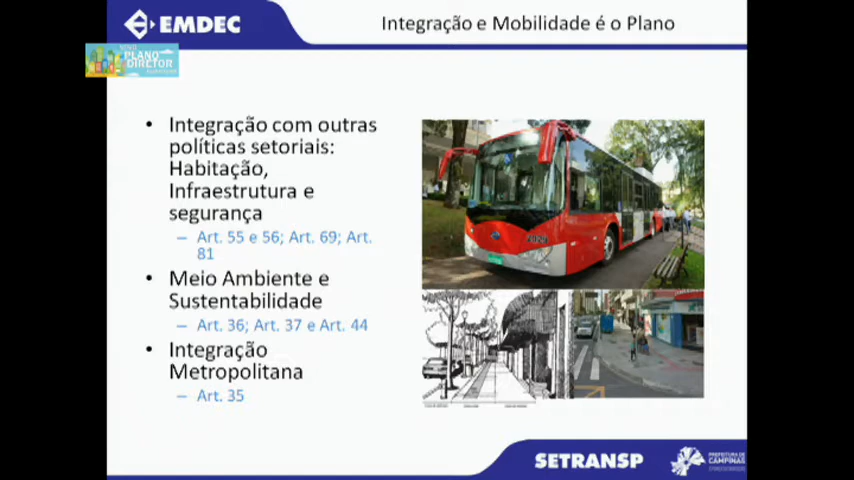 EMDEC
Integração e Mobilidade é o Plano
PLANO
DIRETOR
• Integração com outras
políticas setoriais:
Habitação,
Infraestrutura e
segurança
– Art. 55 e 56; Art. 69; Art.
81
• Meio Ambiente e
Sustentabilidade
– Art. 36; Art. 37 e Art. 44
• Integração
Metropolitana
– Art. 35
SETRANSP
PREFEITURA DE
CAMPINAS